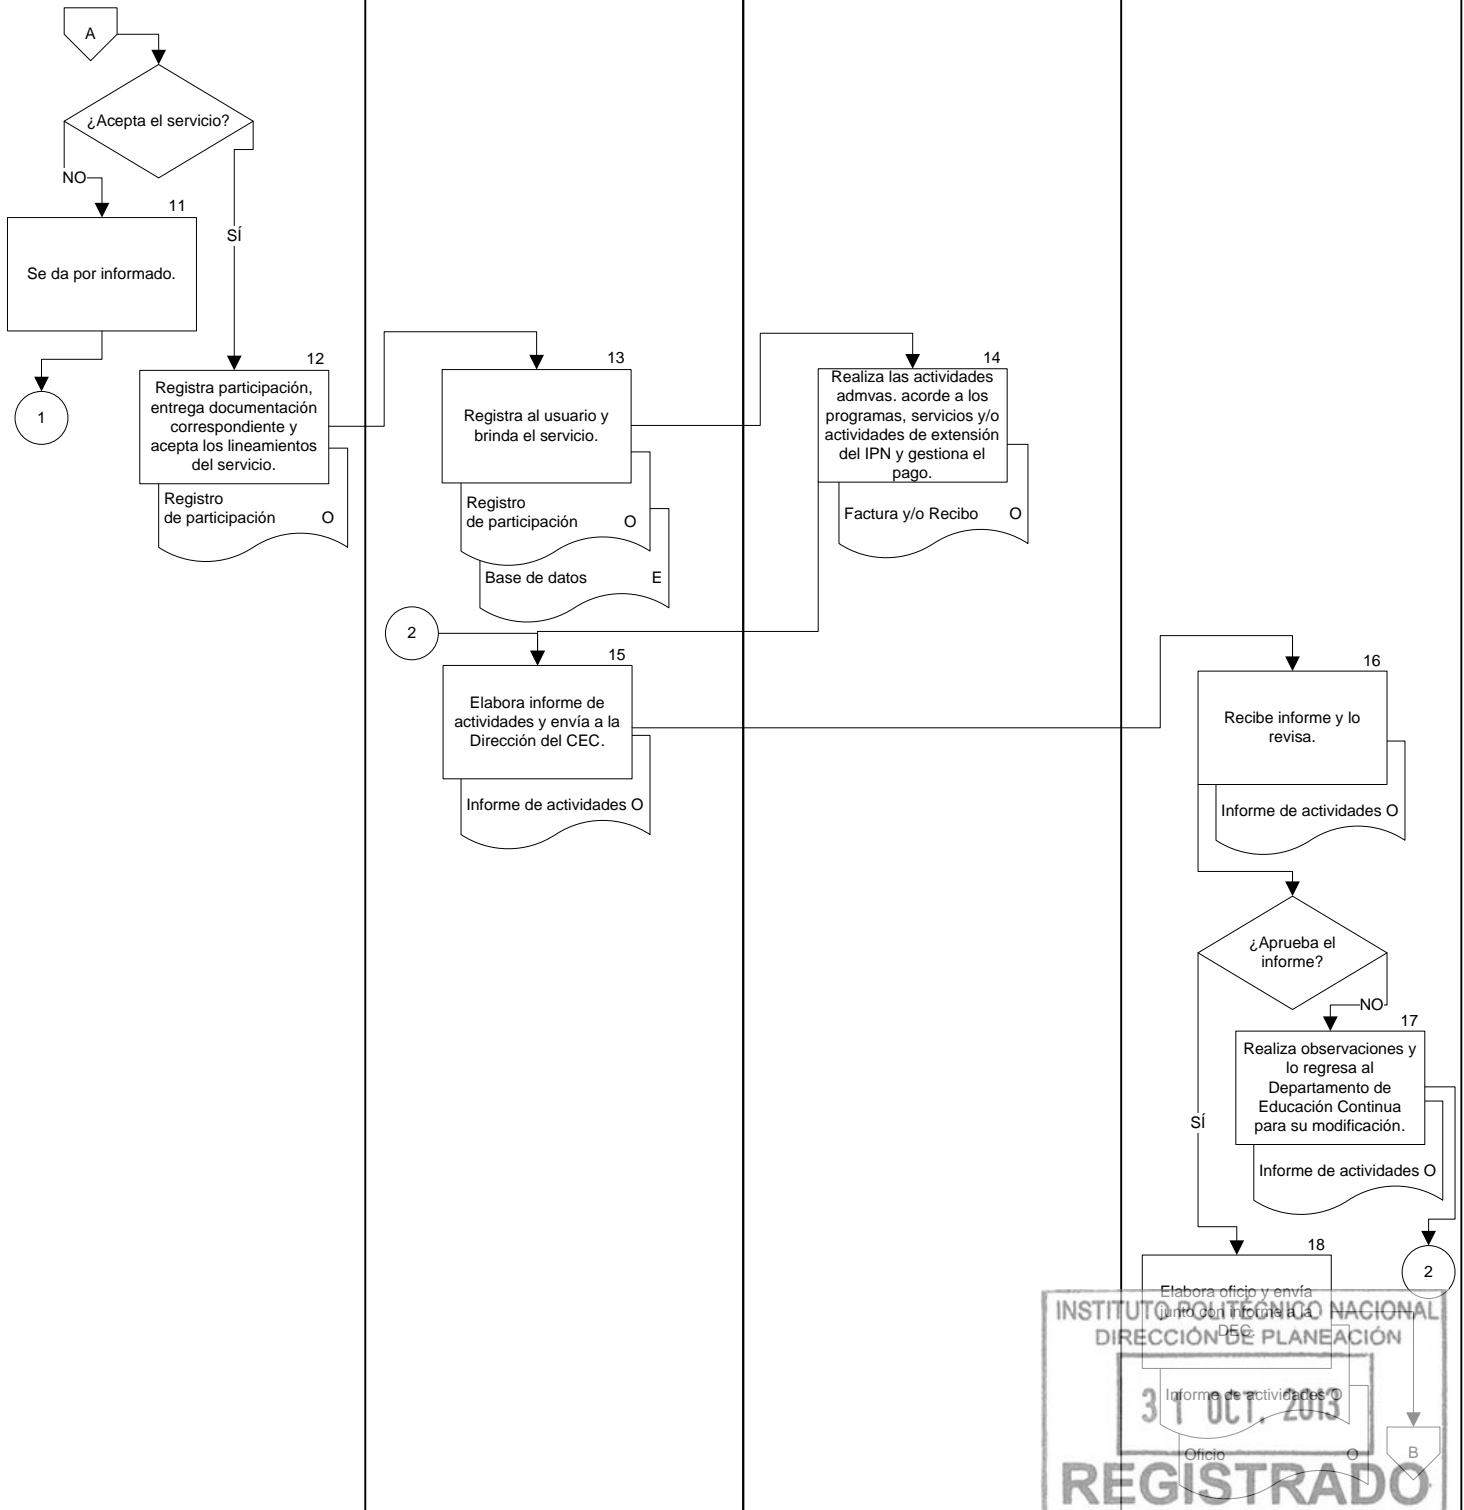 A
¿Acepta el servicio?
NO
SÍ
11
Se da por informado.
1
12
Registra participación,
entrega documentación
correspondiente y
acepta los lineamientos
del servicio.
Registro
de participación O
13
Registra al usuario y
brinda el servicio.
Registro
de participación O
Base de datos E
14
Realiza las actividades
admvas. acorde a los
programas, servicios y/o
actividades de extensión
del IPN y gestiona el
pago.
Factura y/o Recibo O
2
15
Elabora informe de
actividades y envía a la
Dirección del CEC.
Informe de actividades O
16
Recibe informe y lo
revisa.
Informe de actividades O
¿Aprueba el
informe?
NO
SÍ
17
Realiza observaciones y
lo regresa al
Departamento de
Educación Continua
para su modificación.
Informe de actividades O
2
18
Elabora oficio y envía
junto con informe a la
DEC.
Informe de actividades O
Oficio O
B
INSTITUTO POLITÉCNICO NACIONAL
DIRECCIÓN DE PLANEACIÓN
31 OCT. 2013
REGISTRADO